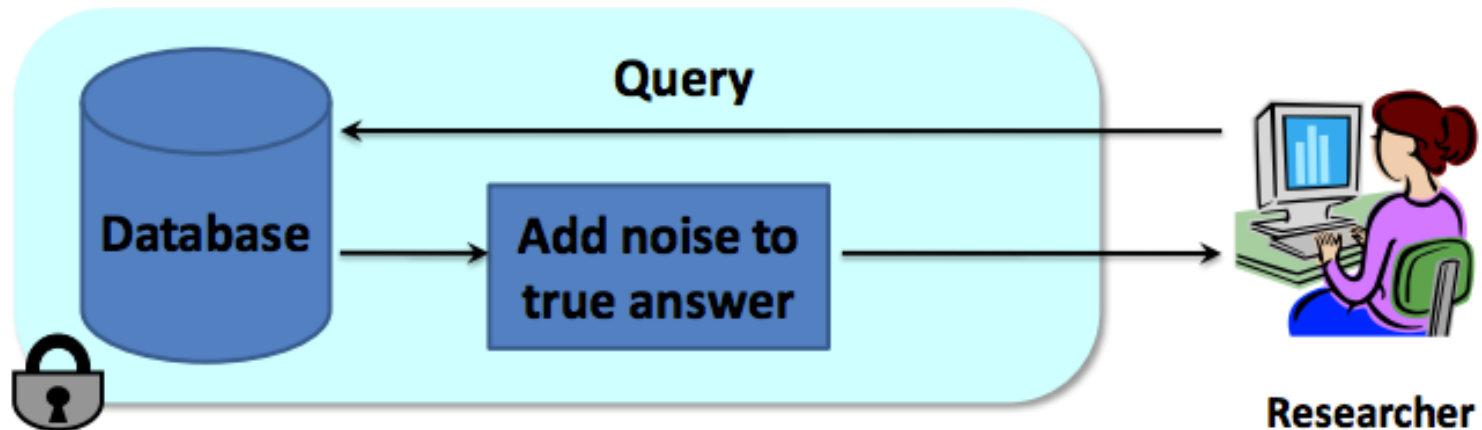 Query
Database
Add noise to
true answer
Researcher